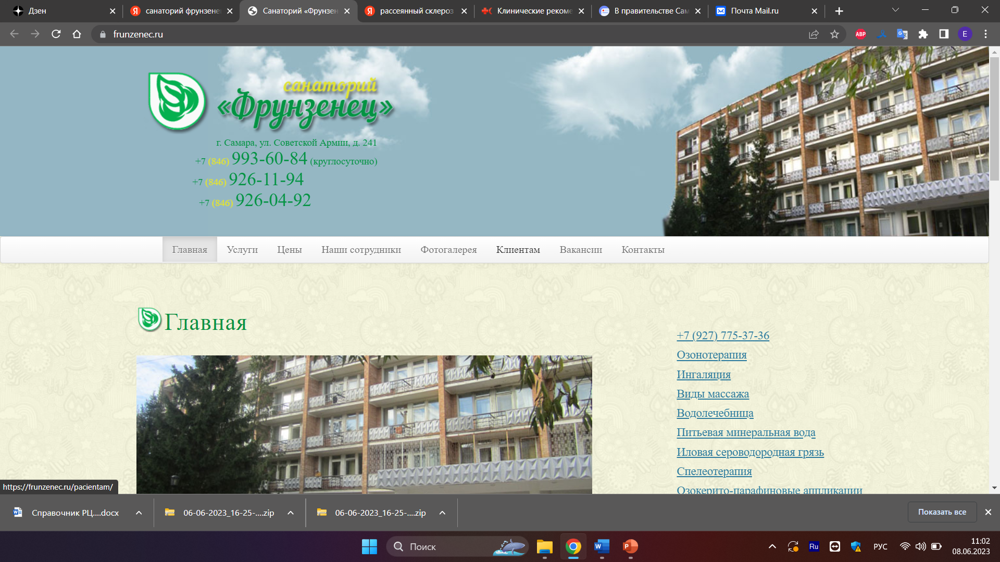 Дзен
санаторий фрунзене
Санаторий «Фрунзен
рассеянный склероз
Клинические рекоме
В правительстве Сам
Почта Mail.ru
frunzenec.ru
ABP
E
санаторий
«Фрунзенец»
г. Самара, ул. Советской Армии, д. 241
+7 (846) 993-60-84 (круглосуточно)
+7 (846) 926-11-94
+7 (846) 926-04-92
Главная Услуги Цены Наши сотрудники Фотогалерея Клиентам Вакансии Контакты
Главная
+7 (927) 775-37-36
Озонотерапия
Ингаляция
Виды массажа
Водолечебница
Питьевая минеральная вода
Иловая сероводородная грязь
Спелеотерапия
Озокерито-парафиновые аппликации
https://frunzenec.ru/pacientam/
Справочник РЦ....docx
06-06-2023_16-25-....zip
06-06-2023_16-25-....zip
Показать все
Поиск
Ru
РУС
11:02
08.06.2023